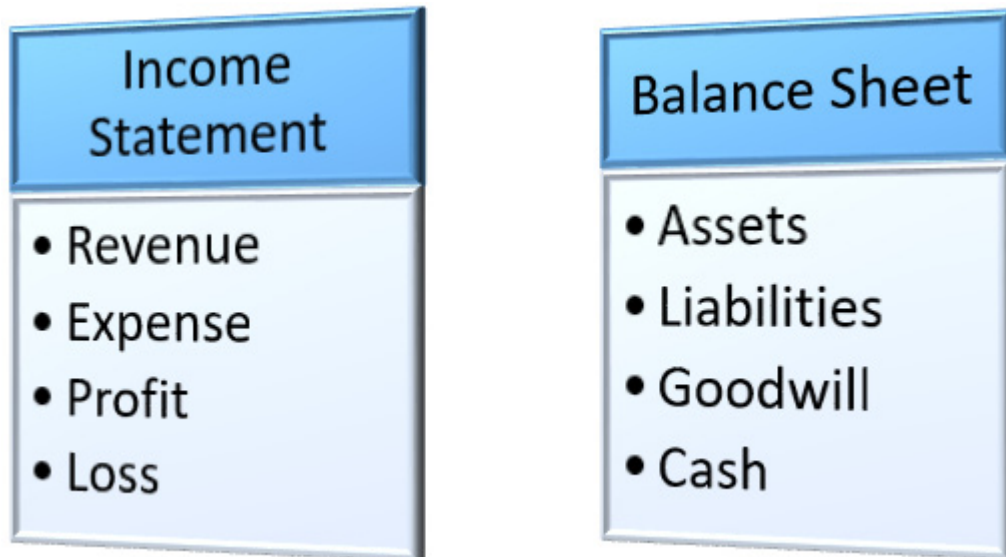 Income
Statement
• Revenue
• Expense
• Profit
• Loss
Balance Sheet
• Assets
• Liabilities
• Goodwill
• Cash